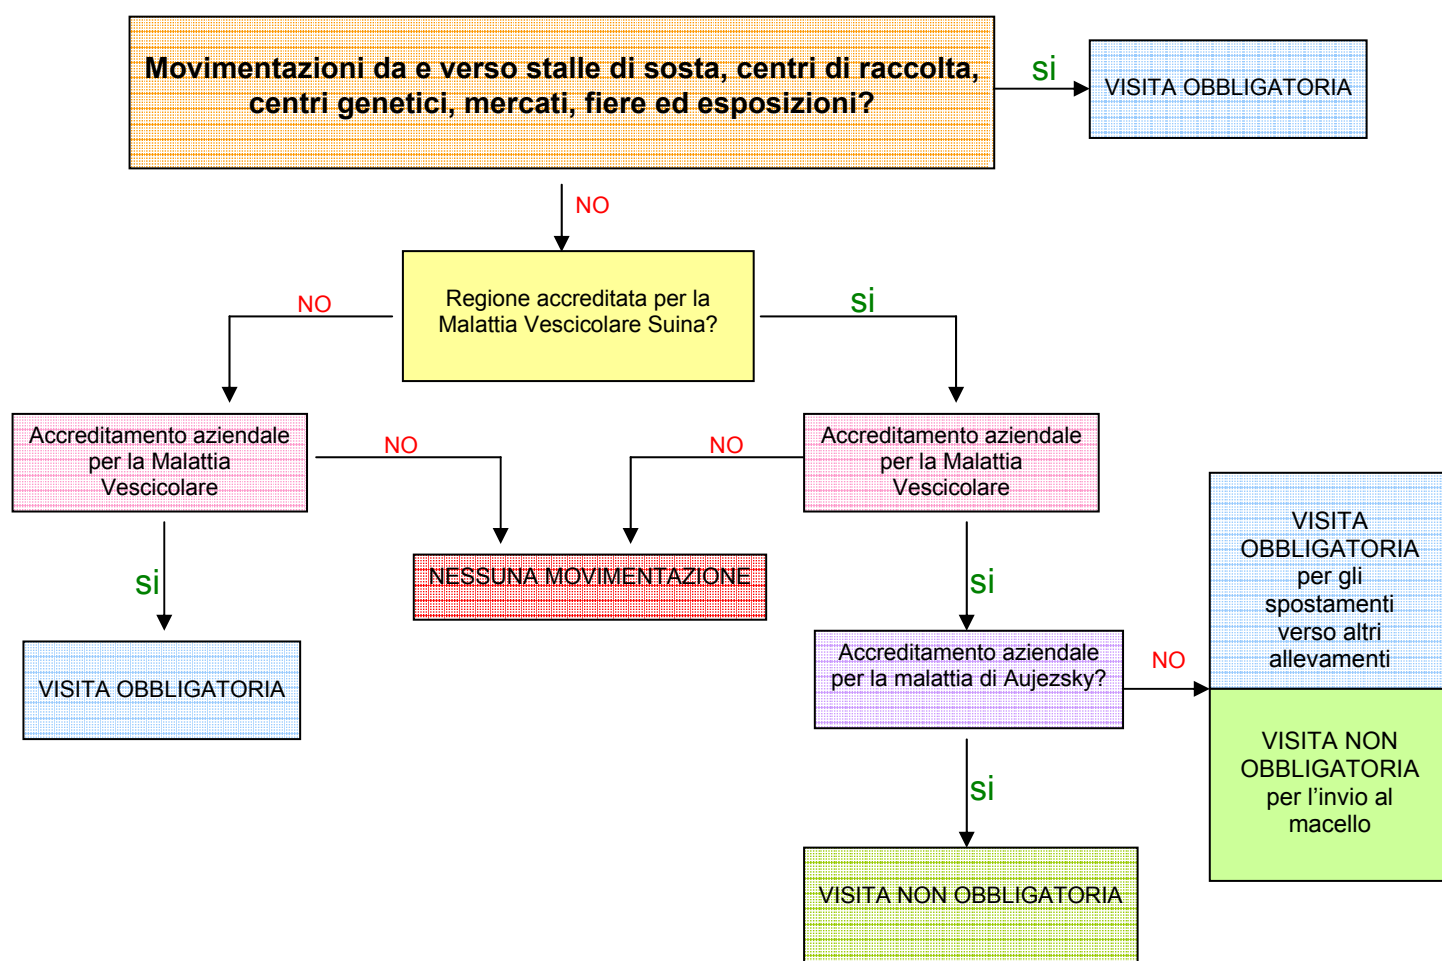 Movimentazioni da e verso stalle di sosta, centri di raccolta,
centri genetici, mercati, fiere ed esposizioni?
si
VISITA OBBLIGATORIA
NO
Regione accreditata per la
Malattia Vescicolare Suina?
NO
si
Accreditamento aziendale
per la Malattia
Vescicolare
NO
NO
Accreditamento aziendale
per la Malattia
Vescicolare
si
NESSUNA MOVIMENTAZIONE
si
VISITA
OBBLIGATORIA
per gli
spostamenti
verso altri
allevamenti
VISITA OBBLIGATORIA
Accreditamento aziendale
per la malattia di Aujezsky?
NO
VISITA NON
OBBLIGATORIA
per l’invio al
macello
si
VISITA NON OBBLIGATORIA